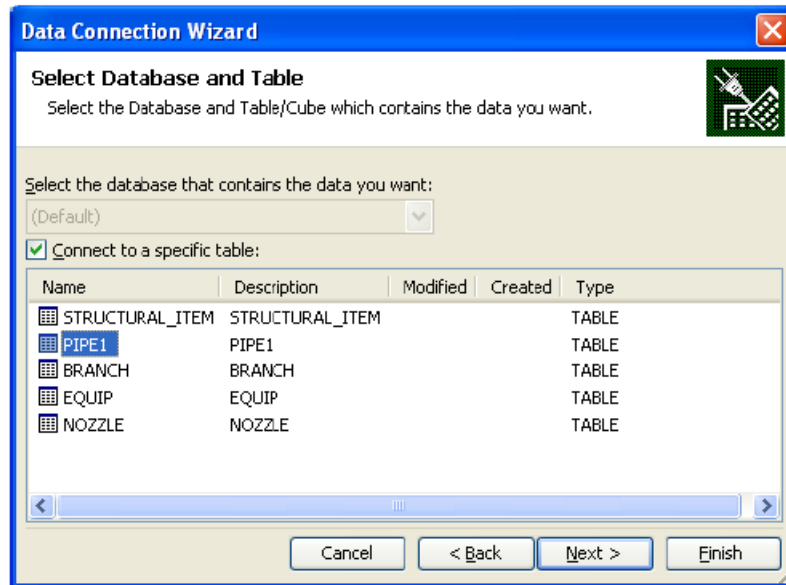 Data Connection Wizard
Select Database and Table
Select the Database and Table/Cube which contains the data you want.
Select the database that contains the data you want:
(Default)
Connect to a specific table:
Name Description Modified Created Type
STRUCTURAL_ITEM STRUCTURAL_ITEM TABLE
PIPE1 PIPE1 TABLE
BRANCH BRANCH TABLE
EQUIP EQUIP TABLE
NOZZLE NOZZLE TABLE
Cancel < Back Next > Finish